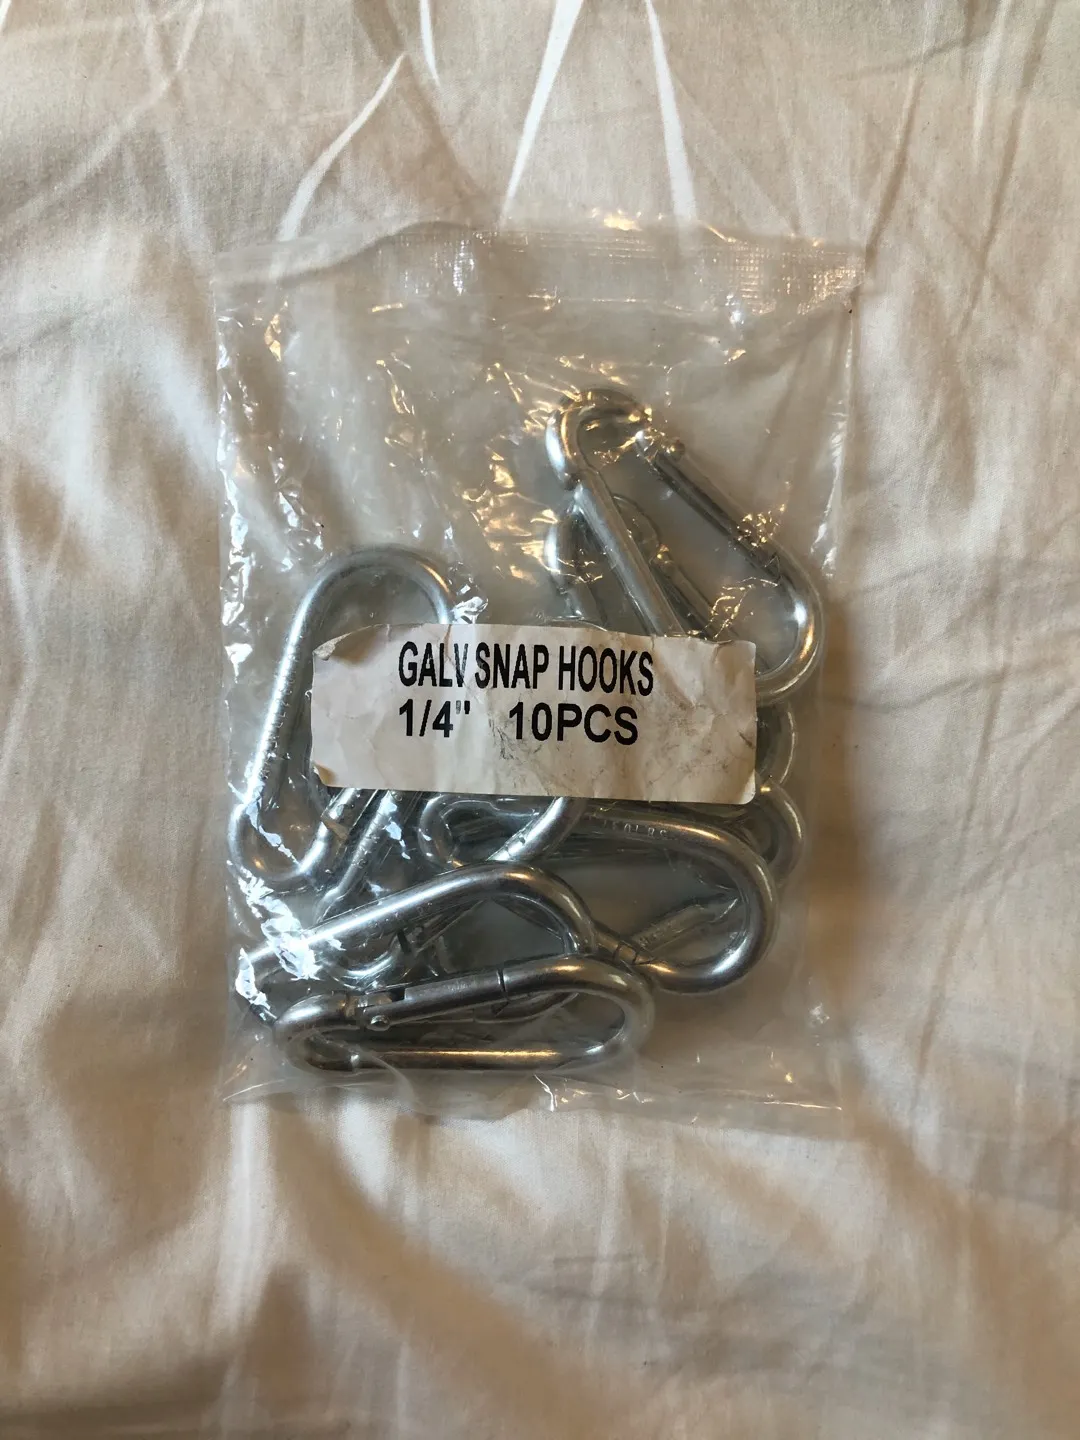 GALV SNAP HOOKS
1/4" 10PCS